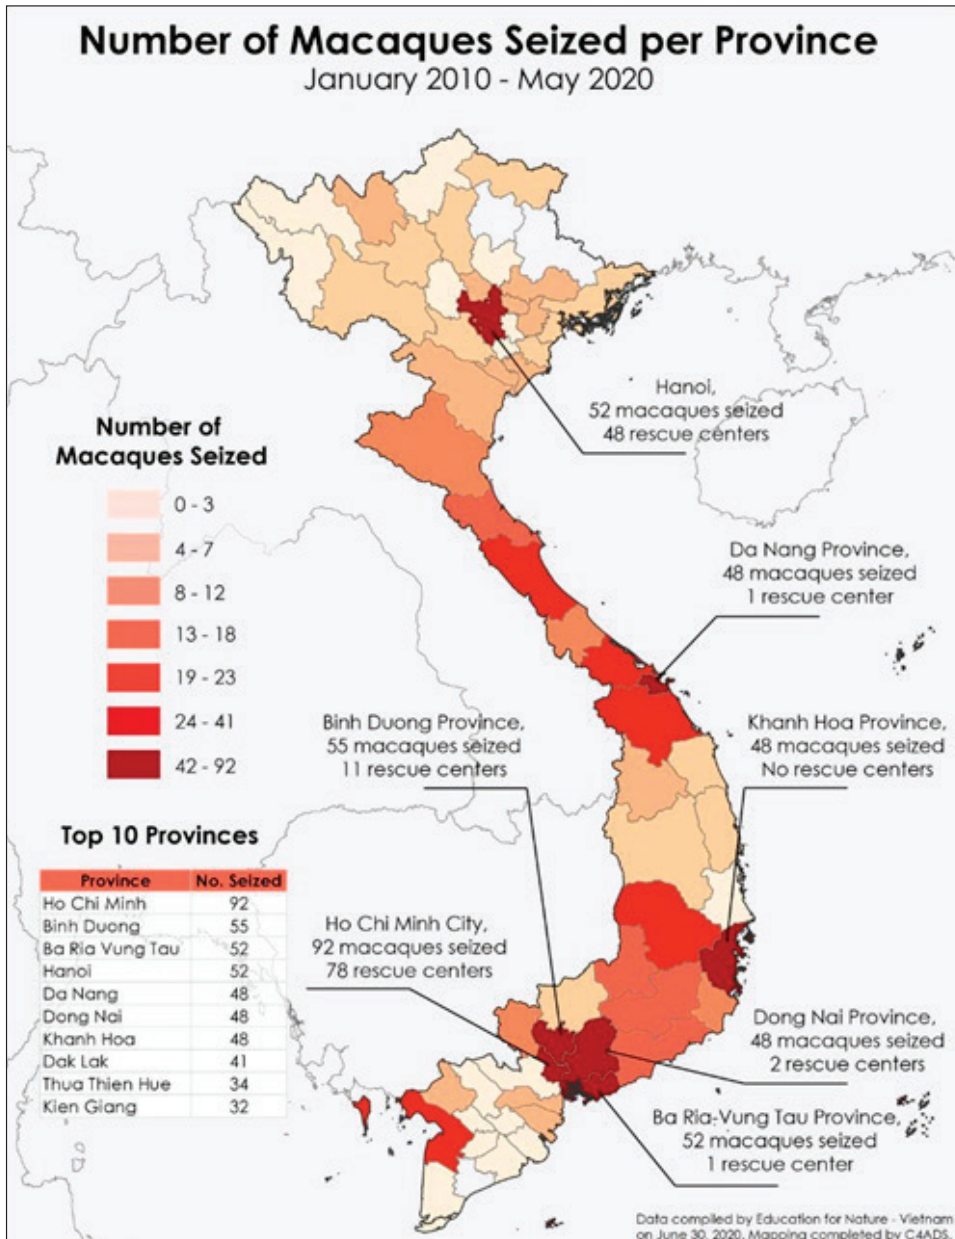 Number of Macaques Seized per Province
January 2010 - May 2020
Hanoi,
52 macaques seized
48 rescue centers
Number of
Macaques Seized
0 - 3
4 - 7
8 - 12
13 - 18
19 - 23
24 - 41
42 - 92
Da Nang Province,
48 macaques seized
1 rescue center
Binh Duong Province,
55 macaques seized
11 rescue centers
Khanh Hoa Province,
48 macaques seized
No rescue centers
Top 10 Provinces
Province No. Seized
Ho Chi Minh 92
Binh Duong 55
Ba Ria Vung Tau 52
Hanoi 52
Da Nang 48
Dong Nai 48
Khanh Hoa 48
Dak Lak 41
Thua Thien Hue 34
Kien Giang 32
Ho Chi Minh City,
92 macaques seized
78 rescue centers
Dong Nai Province,
48 macaques seized
2 rescue centers
Ba Ria-Vung Tau Province,
52 macaques seized
1 rescue center
Data compiled by Education for Nature - Vietnam
on June 30, 2020. Mapping completed by C4ADS.